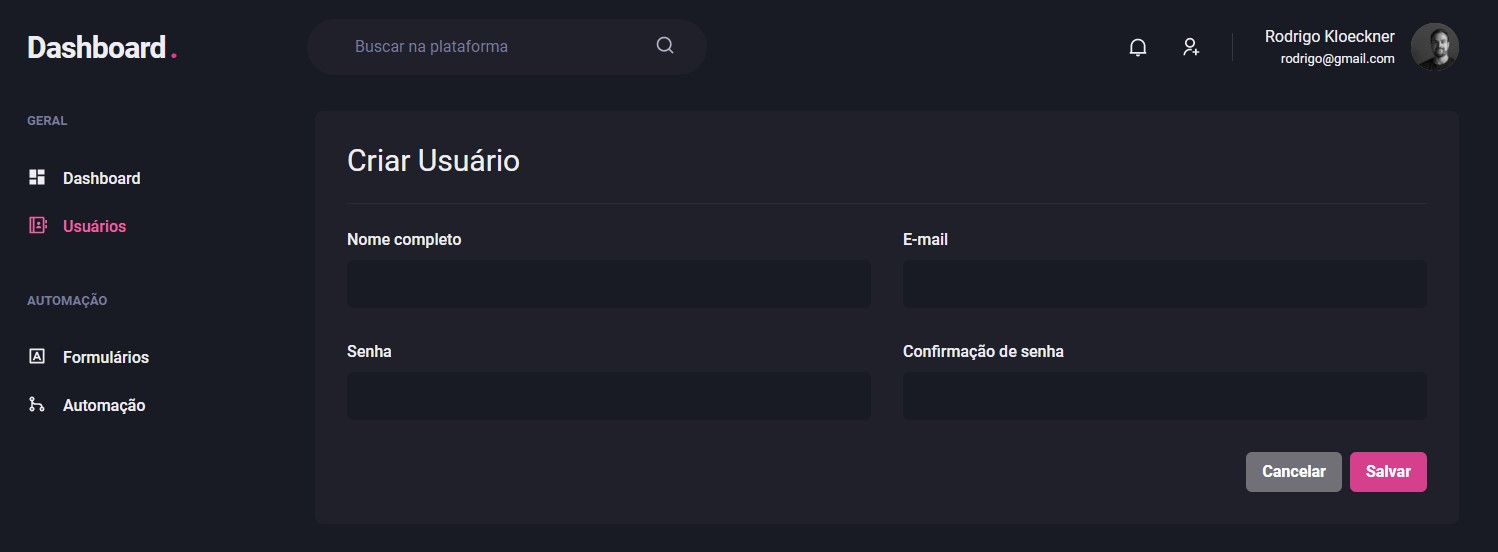 Dashboard.
Buscar na plataforma
Rodrigo Kloeckner
rodrigo@gmail.com
GERAL
Dashboard
Usuários
AUTOMAÇÃO
Formulários
Automação
Criar Usuário
Nome completo
E-mail
Senha
Confirmação de senha
Cancelar
Salvar